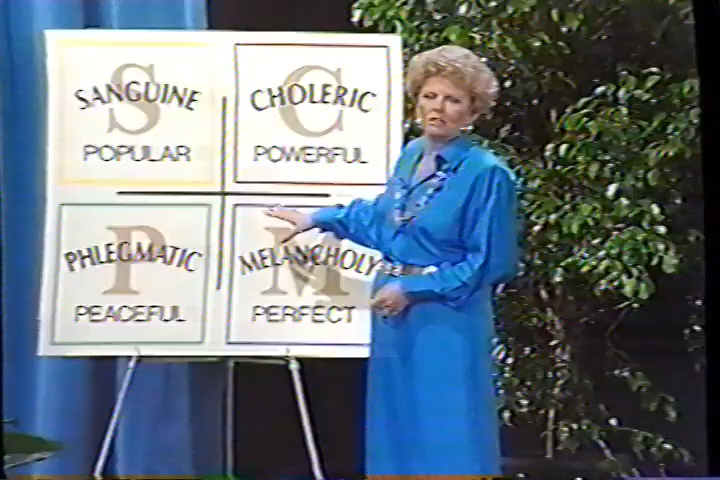 S
SANGUINE
POPULAR
C
CHOLERIC
POWERFUL
P
PHLEGMATIC
PEACEFUL
M
MELANCHOLY
PERFECT